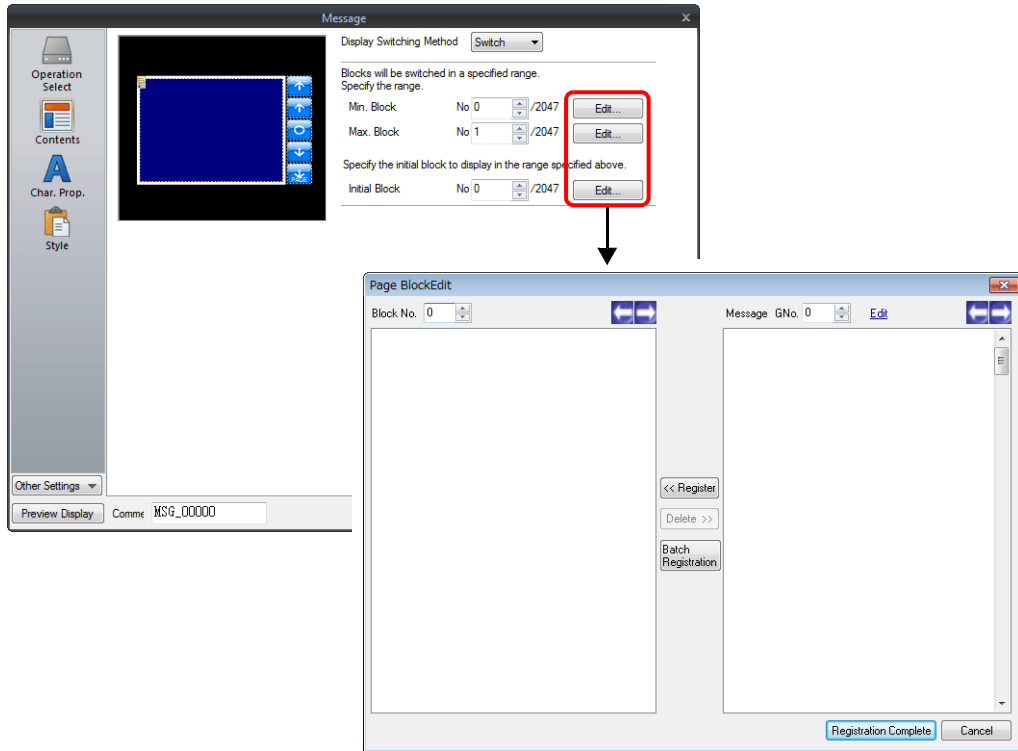 Message
x
Display Switching Method Switch
Operation
Select
Contents
Char. Prop.
Style
Blocks will be switched in a specified range.
Specify the range.
Min. Block No 0 /2047 Edit...
Max. Block No 1 /2047 Edit...
Specify the initial block to display in the range specified above.
Initial Block No 0 /2047 Edit...
PAGE
Other Settings
Preview Display Comme MSG_00000
Page BlockEdit
Block No. 0
Message GNo. 0 Edit
<< Register
Delete >>
Batch
Registration
Registration Complete Cancel